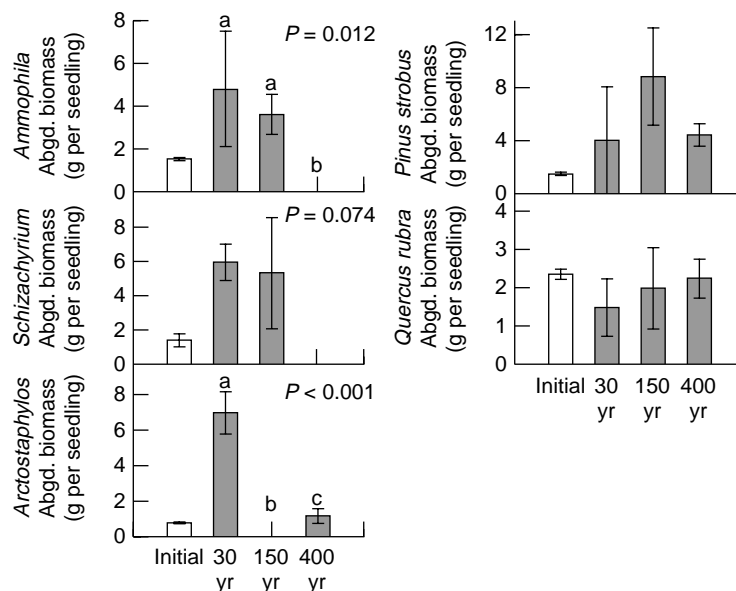 Ammophila
Abgd. biomass
(g per seedling)
8
6
4
2
0
a
a
b
P = 0.012
Schizachyrium
Abgd. biomass
(g per seedling)
8
6
4
2
0
P = 0.074
Arctostaphylos
Abgd. biomass
(g per seedling)
8
6
4
2
0
a
b
c
P < 0.001
Initial 30 150 400
yr yr yr
Pinus strobus
Abgd. biomass
(g per seedling)
12
8
4
0
Quercus rubra
Abgd. biomass
(g per seedling)
4
3
2
1
0
Initial 30 150 400
yr yr yr